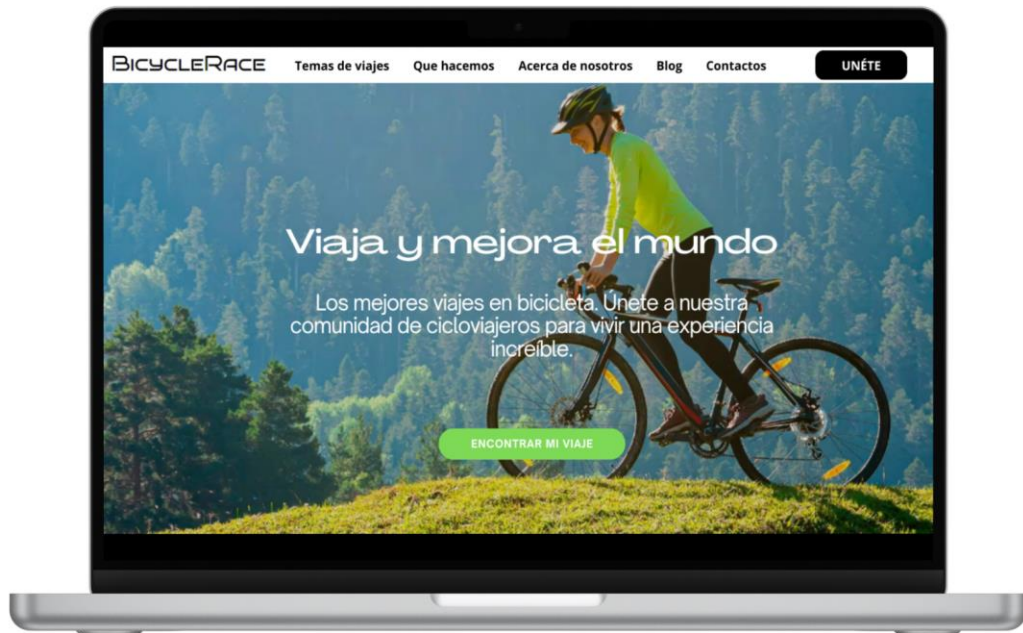 BICYCLERACE Temas de viajes Que hacemos Acerca de nosotros Blog Contactos UNÉTE
Viaja y mejora el mundo
Los mejores viajes en bicicleta. Únete a nuestra
comunidad de cicloviajeros para vivir una experiencia
increíble.
ENCONTRAR MI VIAJE